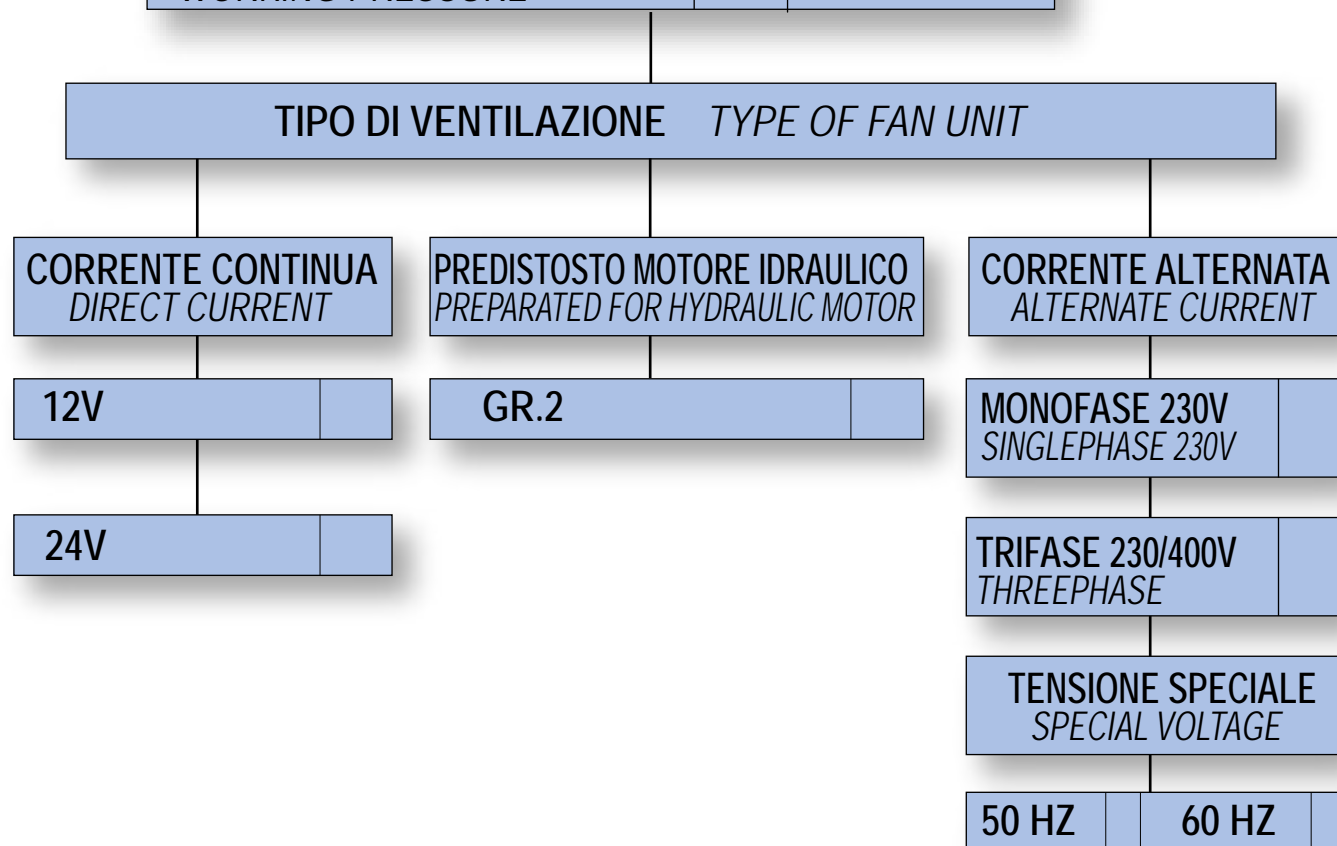 WORKING PRESSURE
TIPO DI VENTILAZIONE TYPE OF FAN UNIT
CORRENTE CONTINUA
DIRECT CURRENT
PREDISTOSTO MOTORE IDRAULICO
PREPARATED FOR HYDRAULIC MOTOR
CORRENTE ALTERNATA
ALTERNATE CURRENT
12V
GR.2
MONOFASE 230V
SINGLEPHASE 230V
24V
TRIFASE 230/400V
THREEPHASE
TENSIONE SPECIALE
SPECIAL VOLTAGE
50 HZ 60 HZ